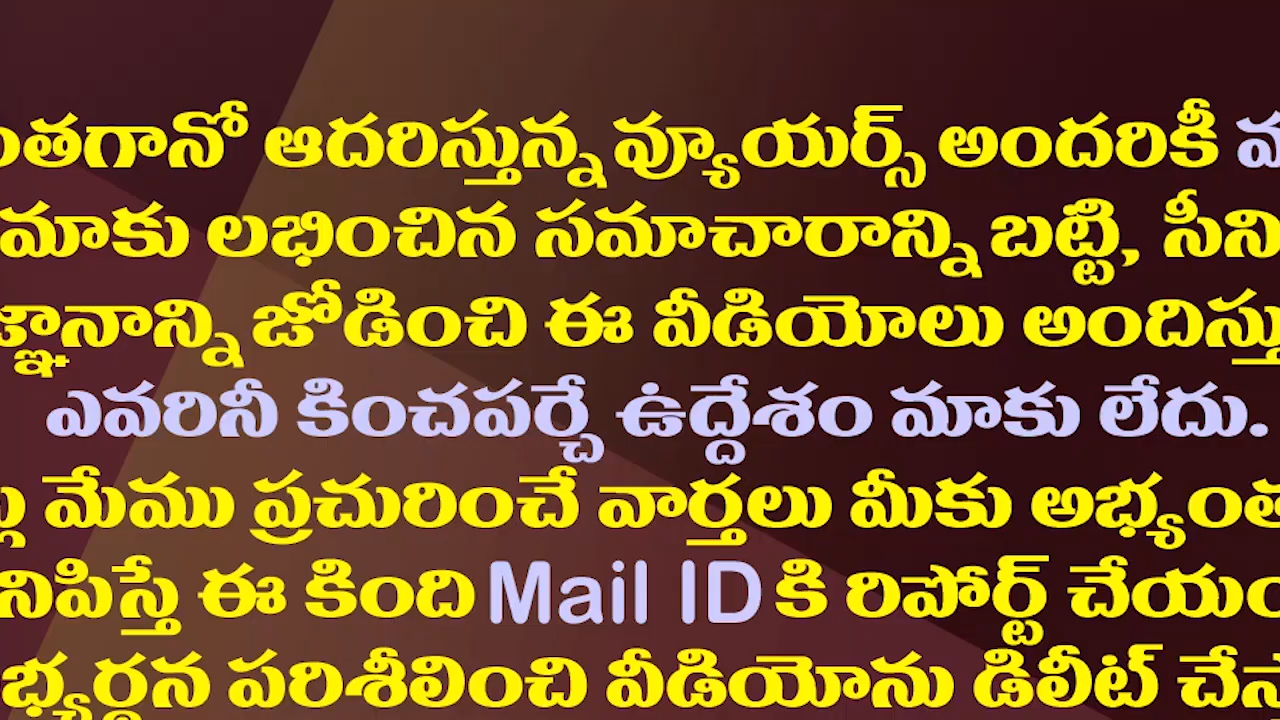 ంతగానో ఆదరిస్తున్న వ్యూయర్స్ అందరికీ
మాకు లభించిన సమాచారాన్ని బట్టి, సీని
జ్ఞానాన్ని జోడించి ఈ వీడియోలు అందిస్తు
ఎవరినీ కించపర్చే ఉద్దేశం మాకు లేదు.
మేము ప్రచురించే వార్తలు మీకు అభ్యంత
నిపిస్తే ఈ కింది Mail ID కి రిపోర్ట్ చేయం
భ్యర్థన పరిశీలించి వీడియోను డిలీట్ చేస